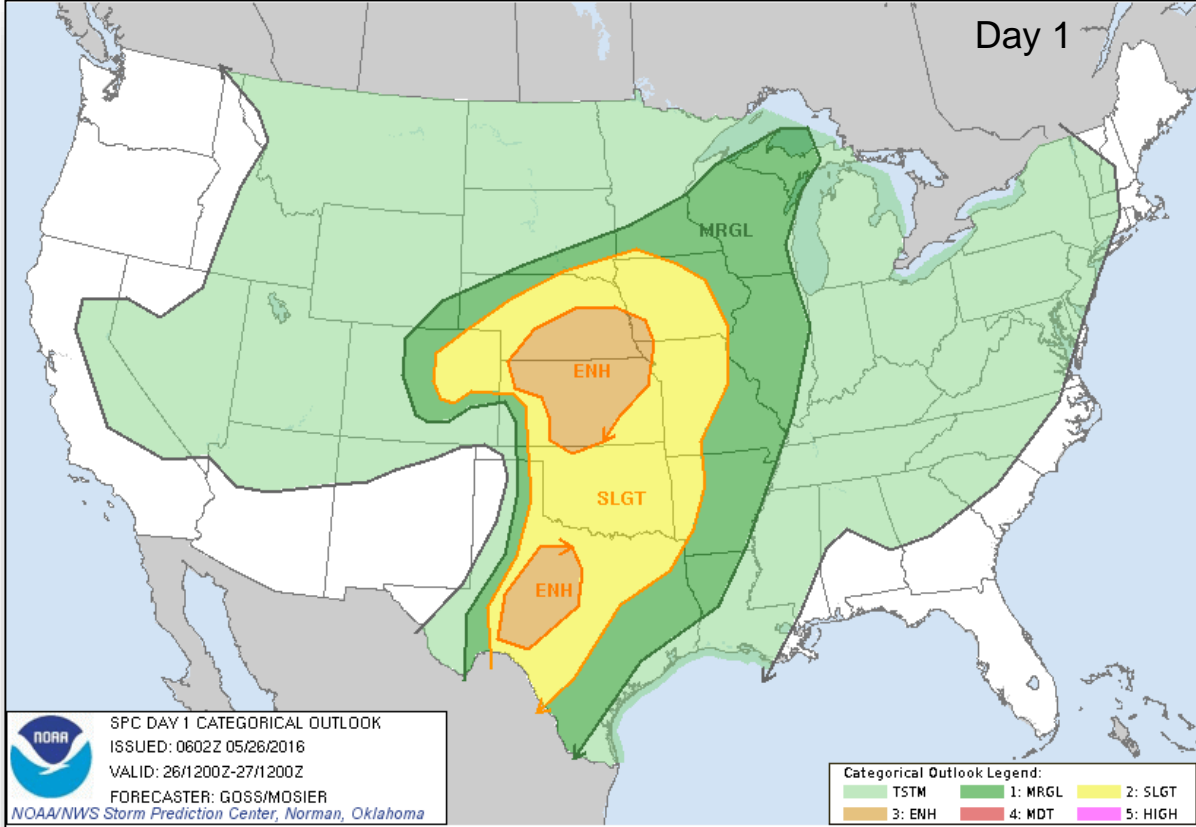 Day 1
MRGL
ENH
SLGT
ENH
NOAA
SPC DAY 1 CATEGORICAL OUTLOOK
ISSUED: 0602Z 05/26/2016
VALID: 26/1200Z-27/1200Z
FORECASTER: GOSS/MOSIER
NOAA/NWS Storm Prediction Center, Norman, Oklahoma
Categorical Outlook Legend:
TSTM 1: MRGL 2: SLGT
3: ENH 4: MDT 5: HIGH